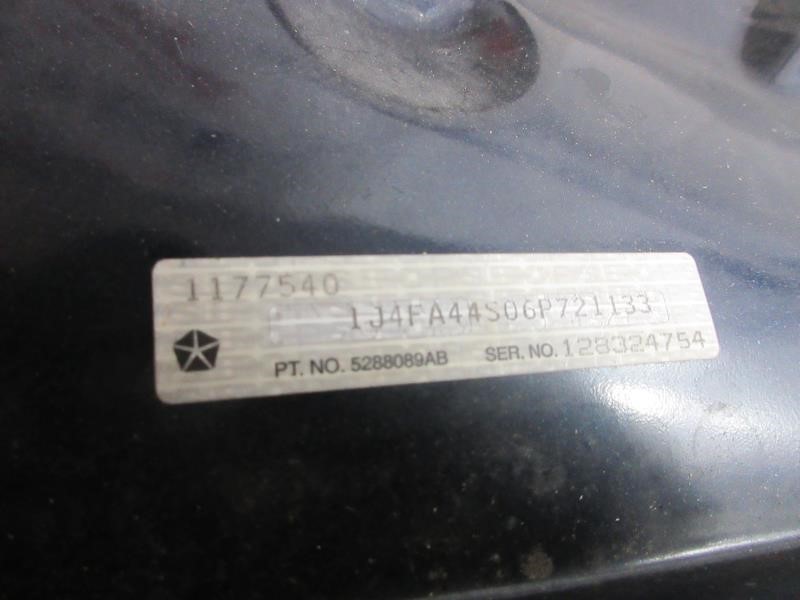 1177540
1J4FA44S06P721133
PT. NO. 5288089AB SER. NO. 128324754